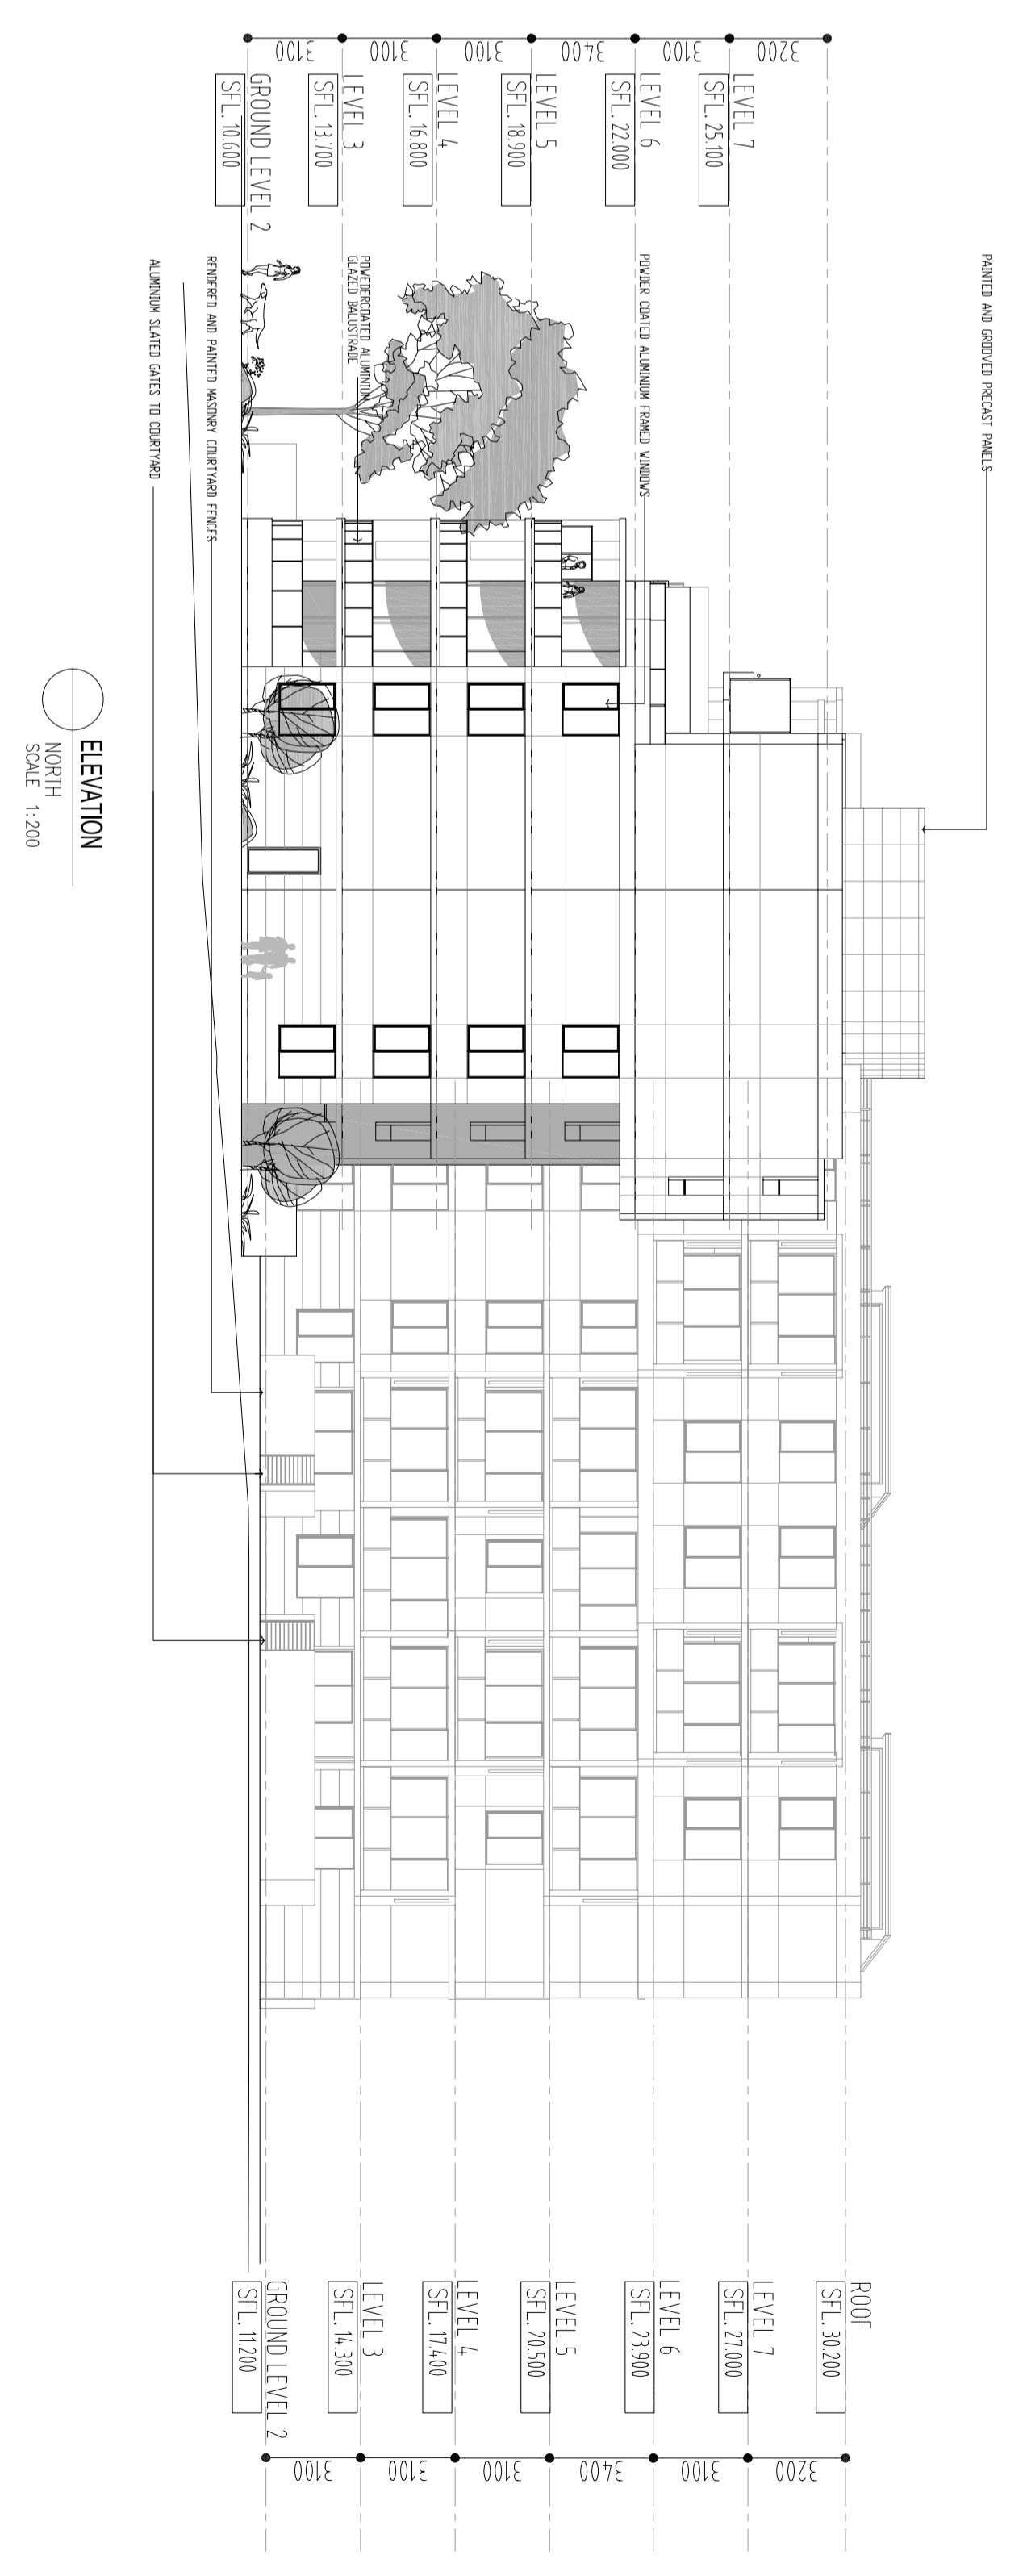 PAINTED AND GROOVED PRECAST PANELS
3200
LEVEL 7
SFL. 25.100
3100
LEVEL 6
SFL. 22.000
3400
LEVEL 5
SFL. 18.900
3100
LEVEL 4
SFL. 16.800
3100
LEVEL 3
SFL. 13.700
3100
GROUND LEVEL 2
SFL. 10.600
POWDER COATED ALUMINIUM FRAMED WINDOWS
POWEDERCOATED ALUMINIUM
GLAZED BALUSTRADE
RENDERED AND PAINTED MASONRY COURTYARD FENCES
ALUMINIUM SLATED GATES TO COURTYARD
ROOF
SFL. 30.200
3200
LEVEL 7
SFL. 27.000
3100
LEVEL 6
SFL. 23.900
3400
LEVEL 5
SFL. 20.500
3100
LEVEL 4
SFL. 17.400
3100
LEVEL 3
SFL. 14.300
3100
GROUND LEVEL 2
SFL. 11.200
ELEVATION
NORTH
SCALE 1:200